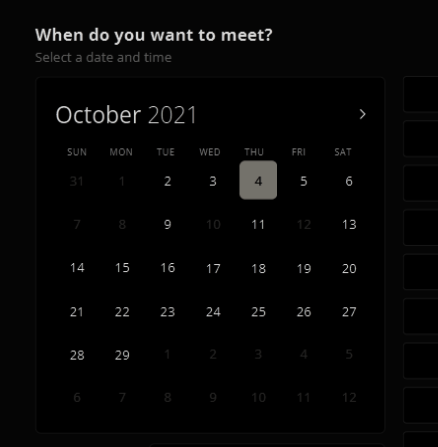 When do you want to meet?
Select a date and time
October 2021 >
SUN MON TUE WED THU FRI SAT
31 1 2 3 4 5 6
7 8 9 10 11 12 13
14 15 16 17 18 19 20
21 22 23 24 25 26 27
28 29 1 2 3 4 5
6 7 8 9 10 11 12